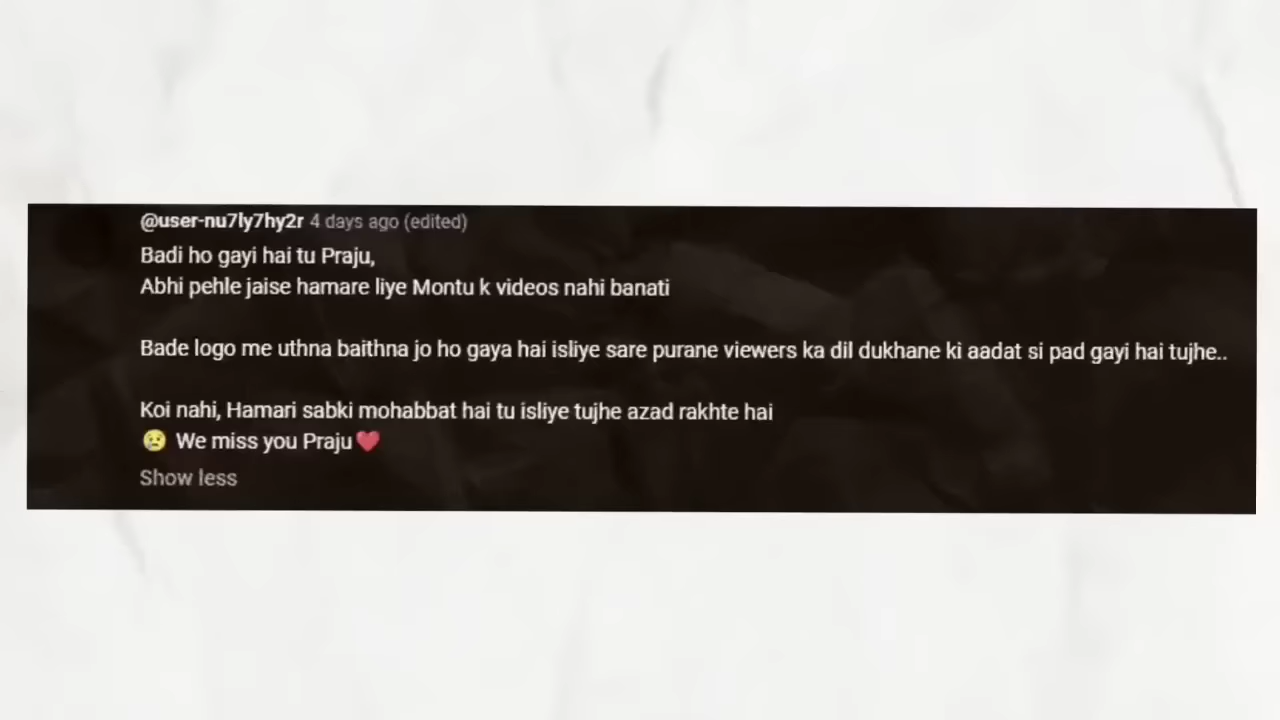 @user-nu7ly7hy2r 4 days ago (edited)
Badi ho gayi hai tu Praju,
Abhi pehle jaise hamare liye Montu k videos nahi banati
Bade logo me uthna baithna jo ho gaya hai isliye sare purane viewers ka dil dukhane ki aadat si pad gayi hai tujhe..
Koi nahi, Hamari sabki mohabbat hai tu isliye tujhe azad rakhte hai
😢 We miss you Praju❤️
Show less